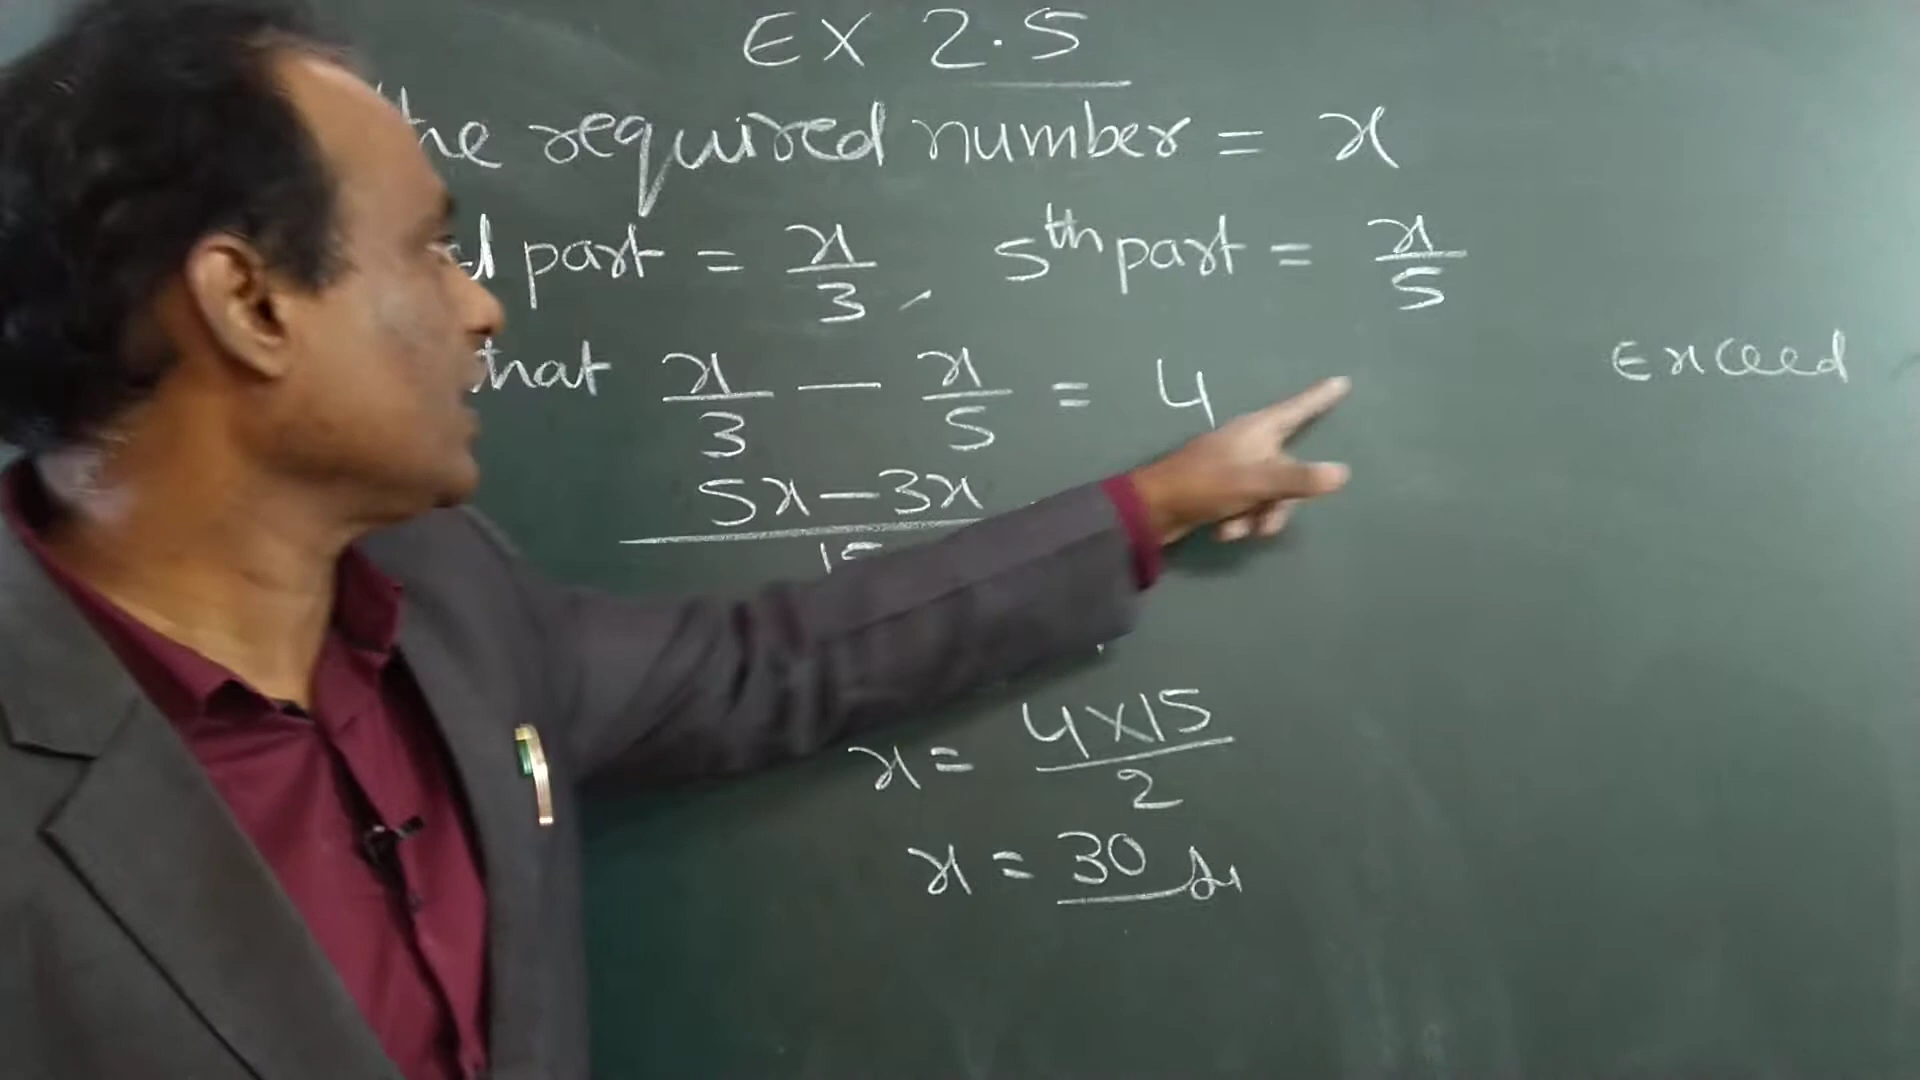 EX 2.5
the required number = x
part = x/3, 5th part = x/5
that x/3 — x/5 = 4
Exceed
5x — 3x
15
x = 4x15/2
x = 30